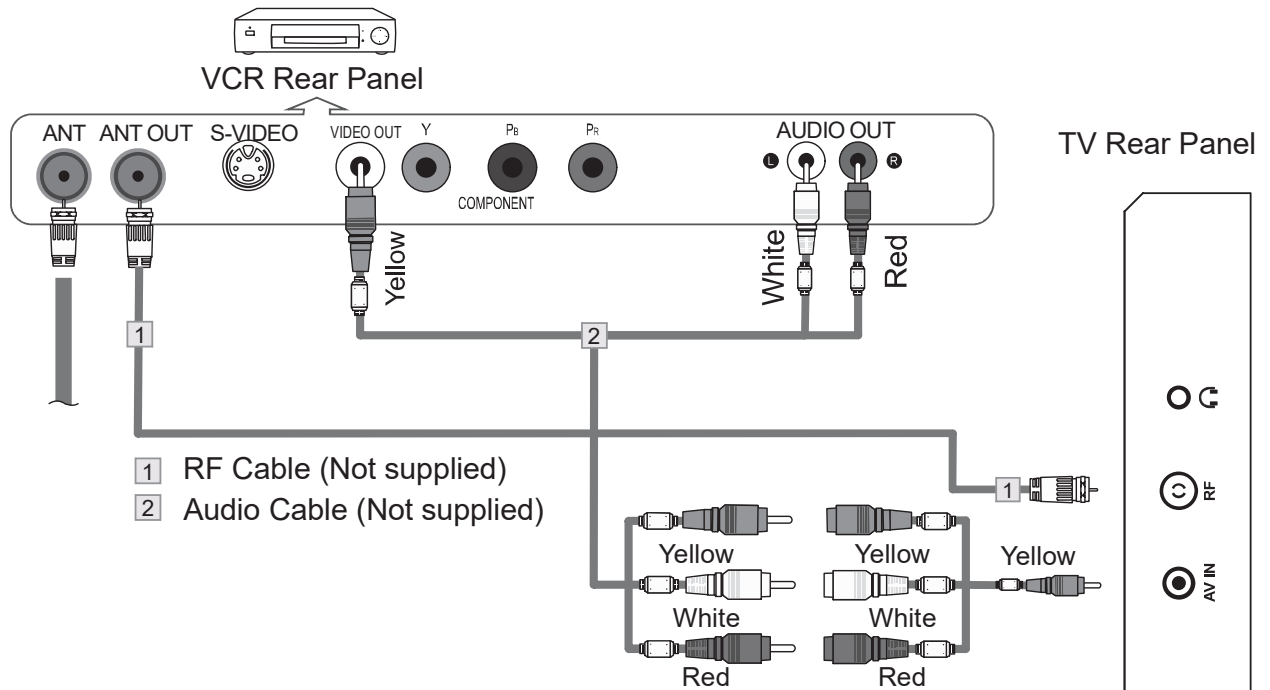 VCR Rear Panel
ANT ANT OUT S-VIDEO VIDEO OUT Y PB PR AUDIO OUT
L R
COMPONENT
TV Rear Panel
Yellow
White
Red
1
2
1 RF Cable (Not supplied)
2 Audio Cable (Not supplied)
1
RF
AV IN
Yellow Yellow Yellow
White White
Red Red